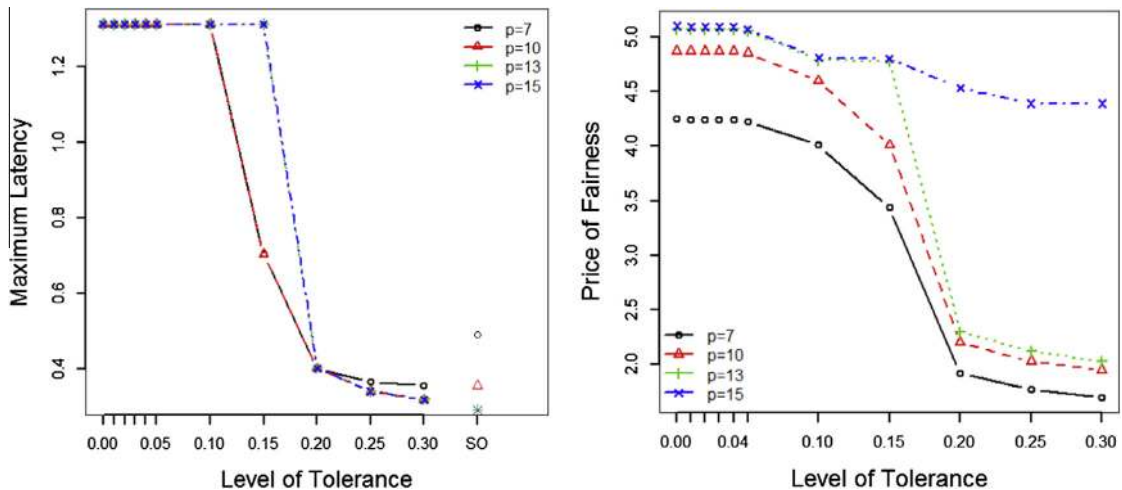 Maximum Latency
1.2
1.0
0.8
0.6
0.4
0.00
0.05
0.10
0.15
0.20
0.25
0.30
SO
Level of Tolerance
p=7
p=10
p=13
p=15
Price of Fairness
5.0
4.5
4.0
3.5
3.0
2.5
2.0
p=7
p=10
p=13
p=15
0.00
0.04
0.10
0.15
0.20
0.25
0.30
Level of Tolerance